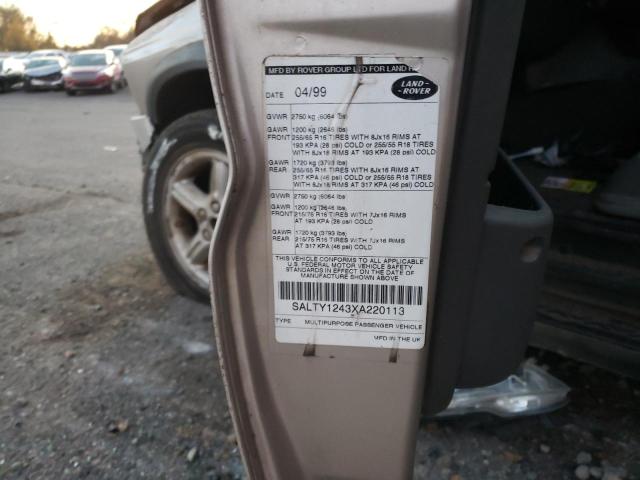 MFD BY ROVER GROUP LTD FOR LAND
DATE 04/99
LAND-
-ROVER
GVWR 2750 kg (6064 lbs)
GAWR 1200 kg (2646 lbs)
FRONT 255/65 R16 TIRES WITH 8Jx16 RIMS AT
193 KPA (28 psi) COLD or 255/55 R18 TIRES
WITH 8Jx18 RIMS AT 193 KPA (28 psi) COLD
GAWR 1720 kg (3793 lbs)
REAR 255/65 R16 TIRES WITH 8Jx16 RIMS AT
317 KPA (46 psi) COLD or 255/55 R18 TIRES
WITH 8Jx18 RIMS AT 317 KPA (46 psi) COLD
GVWR 2750 kg (6064 lbs)
GAWR 1200 kg (2646 lbs)
FRONT 215/75 R16 TIRES WITH 7Jx16 RIMS
AT 193 KPA (28 psi) COLD
GAWR 1720 kg (3793 lbs)
REAR 215/75 R16 TIRES WITH 7Jx16 RIMS
AT 317 KPA (46 psi) COLD
THIS VEHICLE CONFORMS TO ALL APPLICABLE
U.S. FEDERAL MOTOR VEHICLE SAFETY
STANDARDS IN EFFECT ON THE DATE OF
MANUFACTURE SHOWN ABOVE
SALTY1243XA220113
TYPE MULTIPURPOSE PASSENGER VEHICLE
MFD IN THE UK